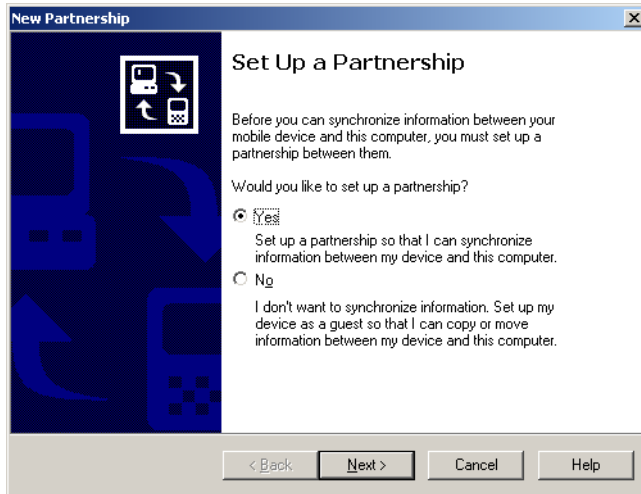 New Partnership
Set Up a Partnership
Before you can synchronize information between your
mobile device and this computer, you must set up a
partnership between them.
Would you like to set up a partnership?
Yes
Set up a partnership so that I can synchronize
information between my device and this computer.
No
I don't want to synchronize information. Set up my
device as a guest so that I can copy or move
information between my device and this computer.
< Back Next > Cancel Help